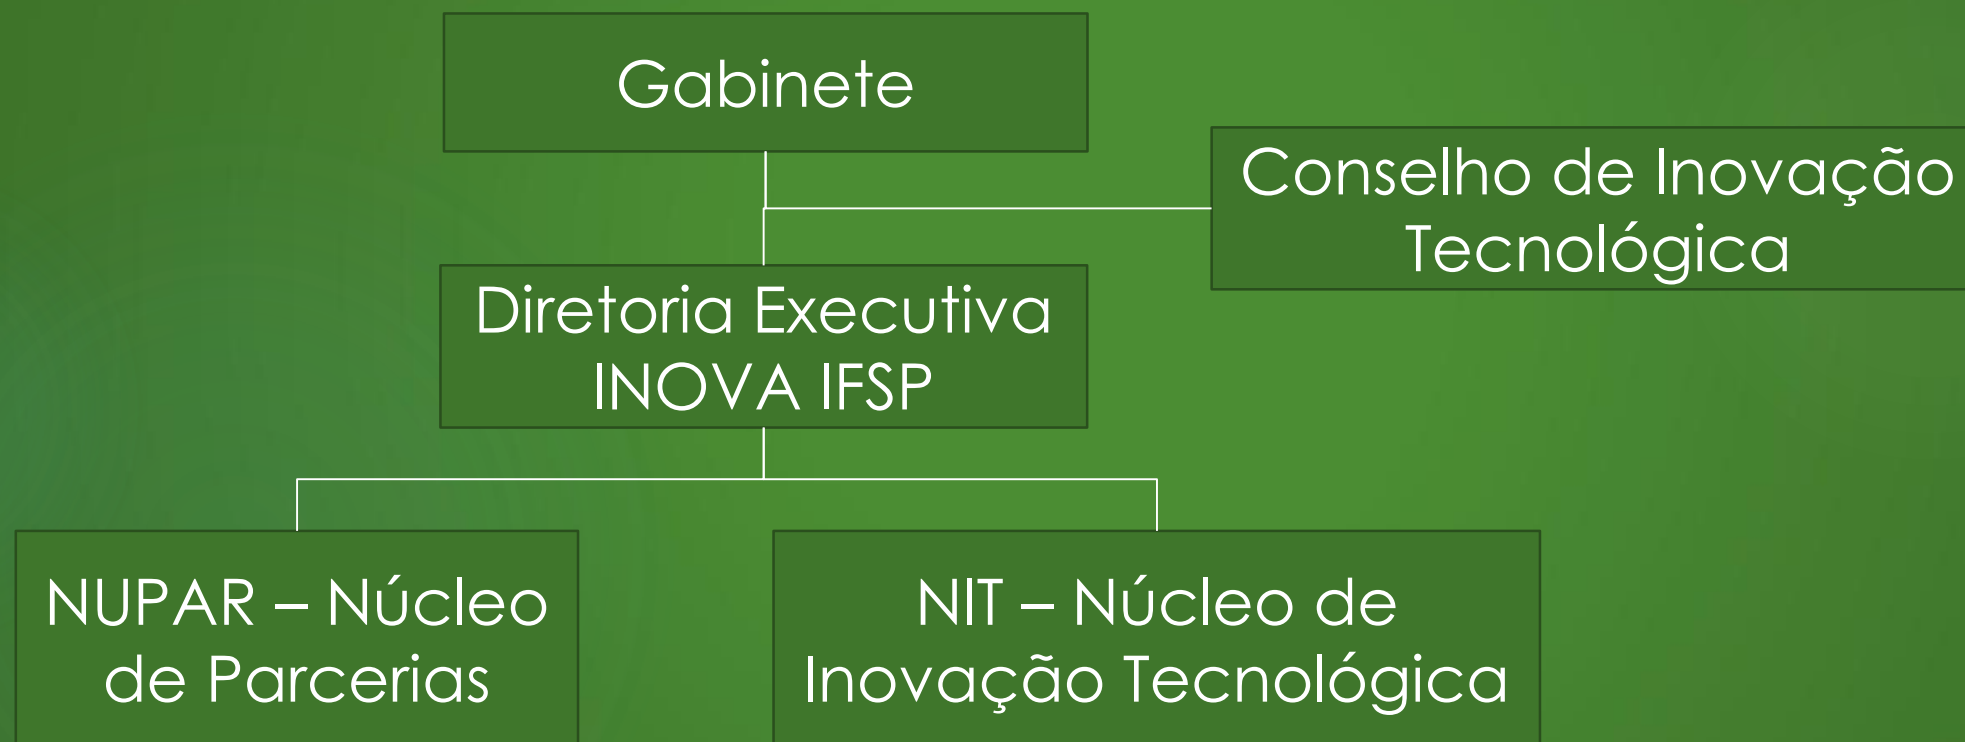 Gabinete
Conselho de Inovação
Tecnológica
Diretoria Executiva
INOVA IFSP
NUPAR – Núcleo
de Parcerias
NIT – Núcleo de
Inovação Tecnológica